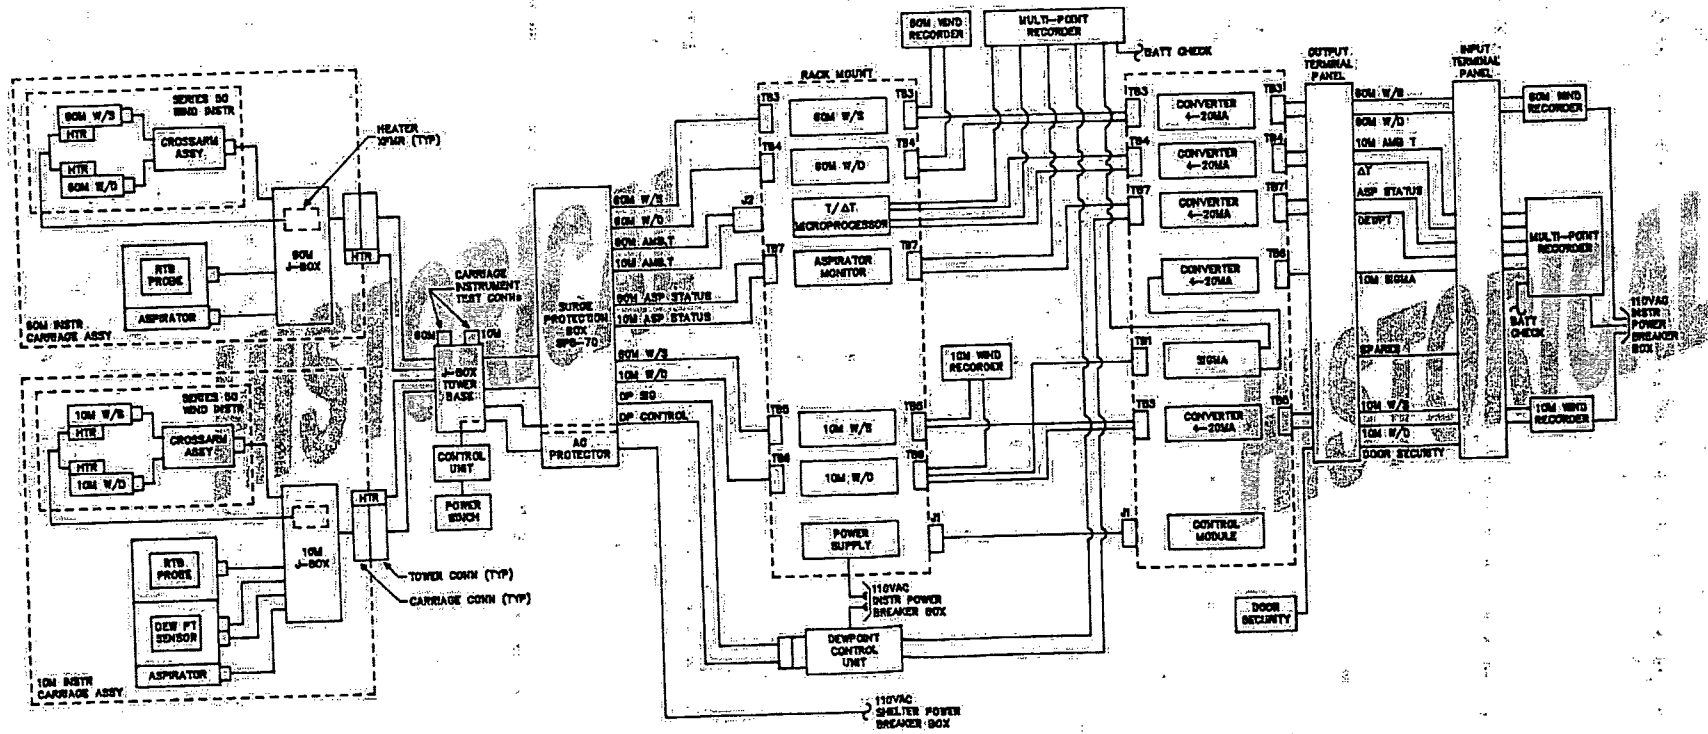 60M WIND
RECORDER
MULTI-POINT
RECORDER
BATT CHECK
OUTPUT
TERMINAL
PANEL
INPUT
TERMINAL
PANEL
RACK MOUNT
SERIES 50
WIND INSTR
60M W/S
HTR
HTR
60M W/D
CROSSARM
ASSY.
HEATER
XFMR (TYP)
60M
J-BOX
HTR
RTB
PROBE
ASPIRATOR
60M INSTR
CARRIAGE ASSY
CARRIAGE
INSTRUMENT
TEST CONNs
60M
10M
J-BOX
TOWER
BASE
CONTROL
UNIT
POWER
WINCH
SURGE
PROTECTION
BOX
SPB-70
AC
PROTECTOR
60M W/S
60M W/D
60M AMB.T
10M AMB.T
60M ASP STATUS
10M ASP STATUS
60M W/S
10M W/D
DP SIG
DP CONTROL
TB3
TB4
J2
TB7
TB5
TB6
60M W/S
60M W/D
T/ΔT
MICROPROCESSOR
ASPIRATOR
MONITOR
10M W/S
10M W/D
POWER
SUPPLY
TB3
TB4
TB7
TB5
TB6
J1
10M WIND
RECORDER
110VAC
INSTR POWER
BREAKER BOX
DEWPOINT
CONTROL
UNIT
110VAC
SHELTER POWER
BREAKER BOX
TB3
TB4
TB7
TB1
TB3
J1
CONVERTER
4-20MA
CONVERTER
4-20MA
CONVERTER
4-20MA
CONVERTER
4-20MA
SIGMA
CONVERTER
4-20MA
CONTROL
MODULE
TB3
TB4
TB7
TB6
DOOR
SECURITY
60M W/S
60M W/D
10M AMB T
ΔT
ASP STATUS
DEWPT
10M SIGMA
SPARES
10M W/S
10M W/D
DOOR SECURITY
60M WIND
RECORDER
MULTI-POINT
RECORDER
BATT
CHECK
110VAC
INSTR
POWER
BREAKER
BOX
10M WIND
RECORDER
SERIES 50
WIND INSTR
10M W/S
HTR
HTR
10M W/D
CROSSARM
ASSY
10M
J-BOX
HTR
TOWER CONN (TYP)
CARRIAGE CONN (TYP)
RTB
PROBE
DEW PT
SENSOR
ASPIRATOR
10M INSTR
CARRIAGE ASSY